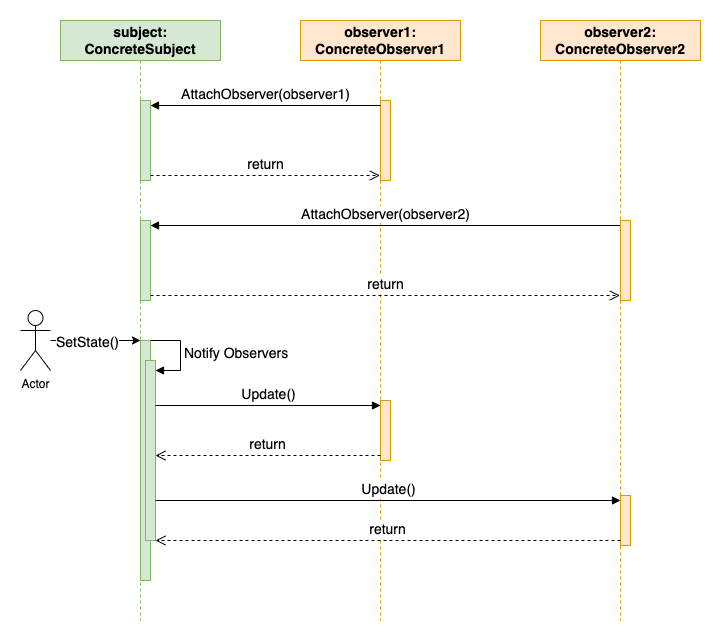 subject:
ConcreteSubject
observer1:
ConcreteObserver1
observer2:
ConcreteObserver2
AttachObserver(observer1)
return
AttachObserver(observer2)
return
SetState()
Notify Observers
Actor
Update()
return
Update()
return